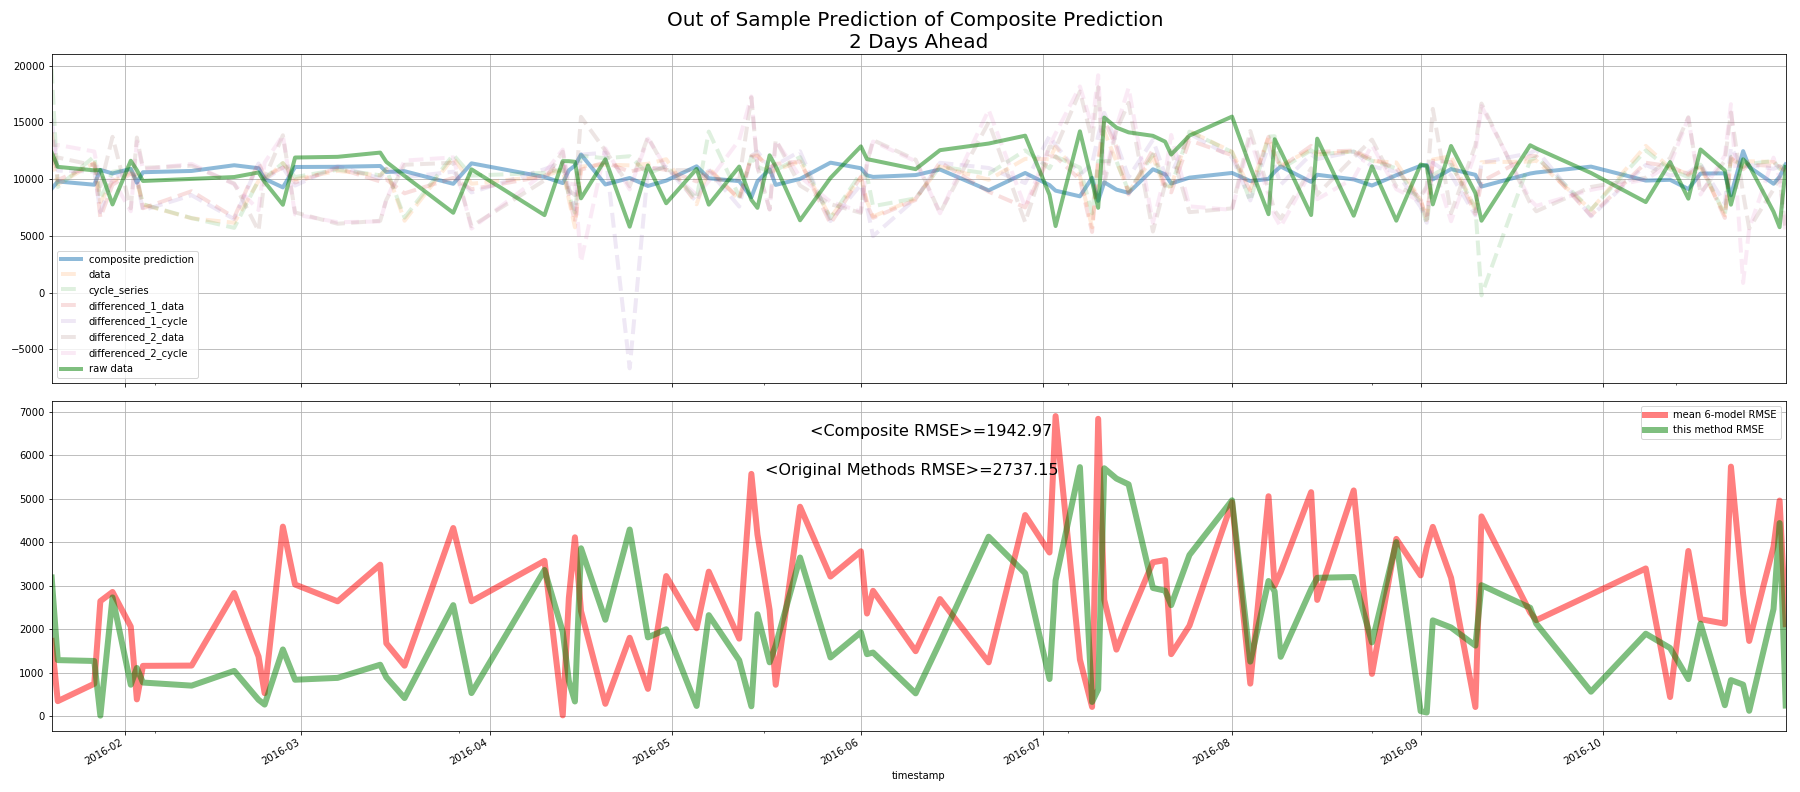 Out of Sample Prediction of Composite Prediction
2 Days Ahead
20000
15000
10000
5000
0
−5000
composite prediction
data
cycle_series
differenced_1_data
differenced_1_cycle
differenced_2_data
differenced_2_cycle
raw data
7000
6000
5000
4000
3000
2000
1000
0
<Composite RMSE>=1942.97
<Original Methods RMSE>=2737.15
mean 6-model RMSE
this method RMSE
2016-02
2016-03
2016-04
2016-05
2016-06
2016-07
2016-08
2016-09
2016-10
timestamp